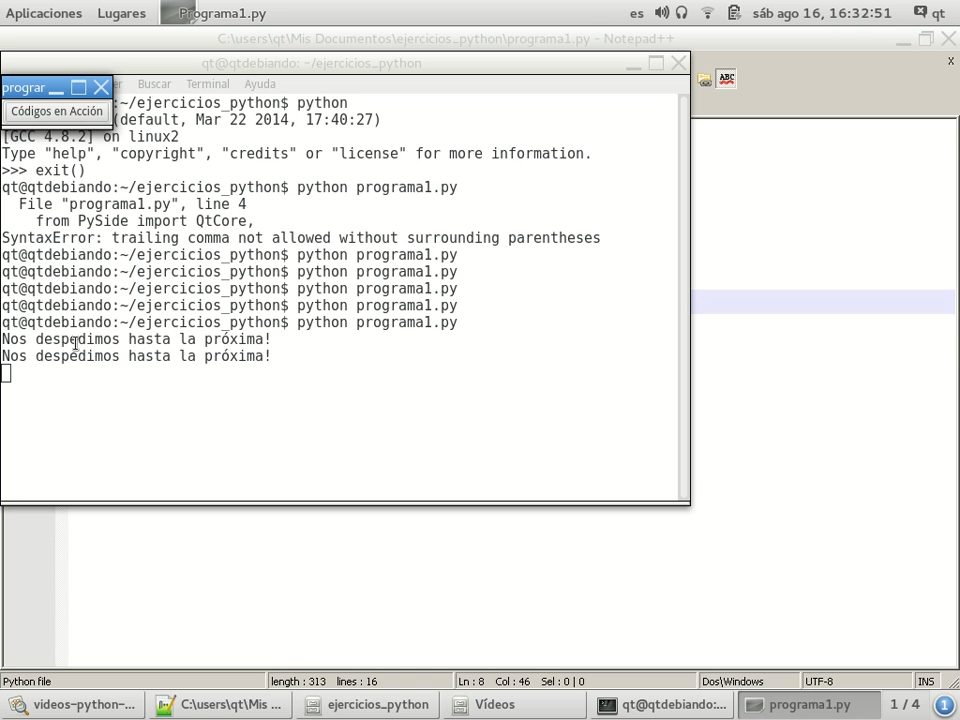 Aplicaciones Lugares Programa1.py es sáb ago 16, 16:32:51 qt
C:\users\qt\Mis Documentos\ejercicios_python\programa1.py - Notepad++
qt@qtdebiando: ~/ejercicios_python
Buscar Terminal Ayuda
prograr
Códigos en Acción
:~/ejercicios_python$ python
(default, Mar 22 2014, 17:40:27)
[GCC 4.8.2] on linux2
Type "help", "copyright", "credits" or "license" for more information.
>>> exit()
qt@qtdebiando:~/ejercicios_python$ python programa1.py
File "programa1.py", line 4
from PySide import QtCore,
SyntaxError: trailing comma not allowed without surrounding parentheses
qt@qtdebiando:~/ejercicios_python$ python programa1.py
qt@qtdebiando:~/ejercicios_python$ python programa1.py
qt@qtdebiando:~/ejercicios_python$ python programa1.py
qt@qtdebiando:~/ejercicios_python$ python programa1.py
qt@qtdebiando:~/ejercicios_python$ python programa1.py
Nos despedimos hasta la próxima!
Nos despedimos hasta la próxima!
ABC
X
Python file length : 313 lines : 16 Ln : 8 Col : 46 Sel : 0 | 0 Dos\Windows UTF-8 INS
videos-python-... C:\users\qt\Mis ... ejercicios_python Vídeos qt@qtdebiando:... programa1.py 1 / 4 1